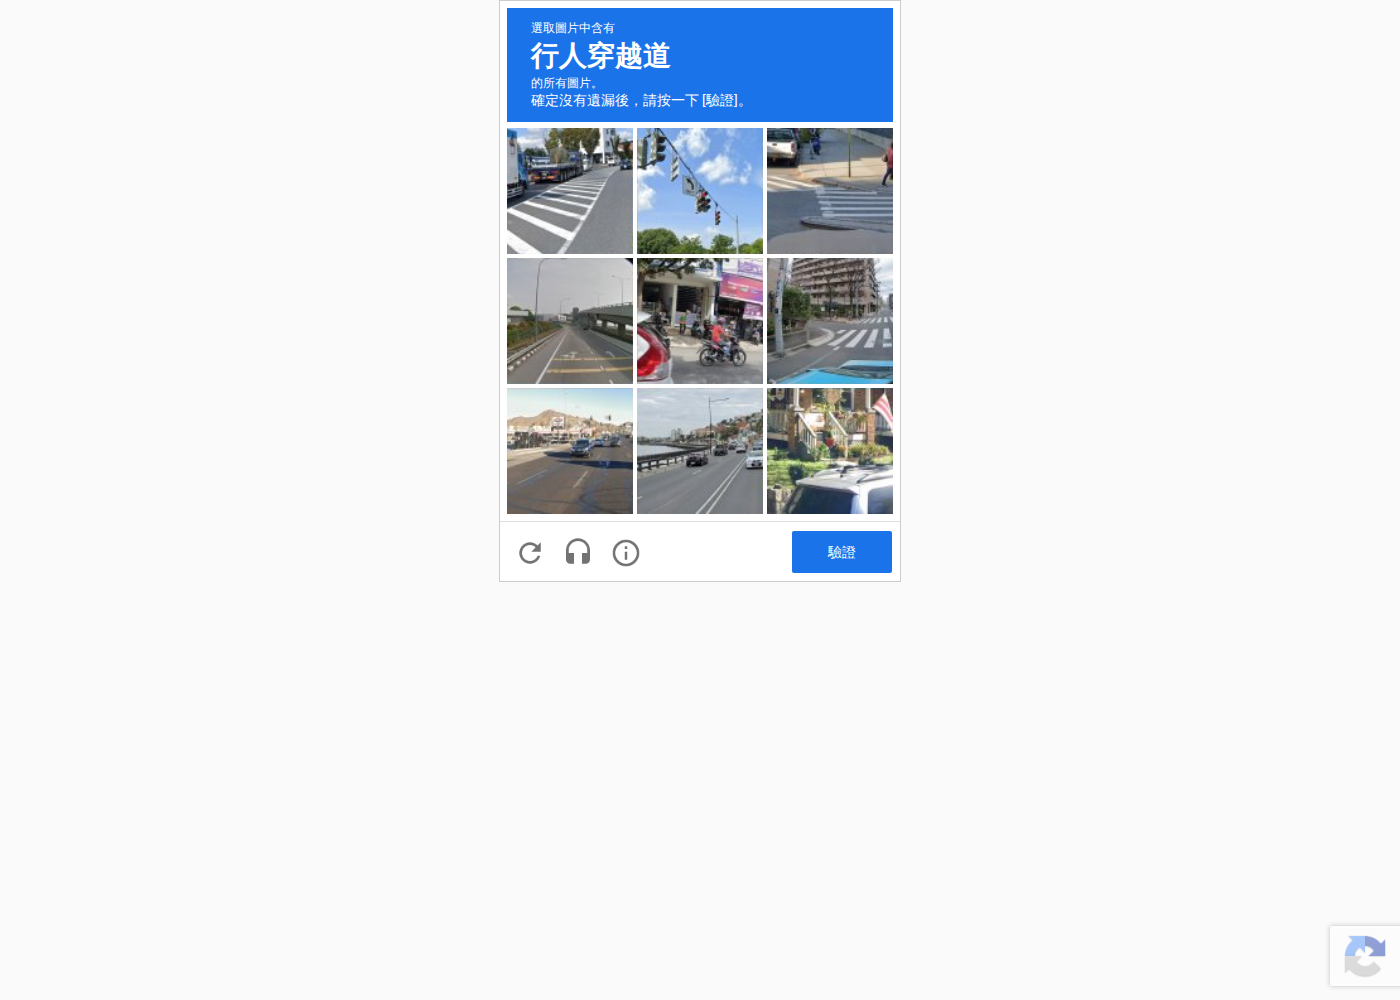 選取圖片中含有
行人穿越道
的所有圖片。
確定沒有遺漏後，請按一下 [驗證]。
驗證